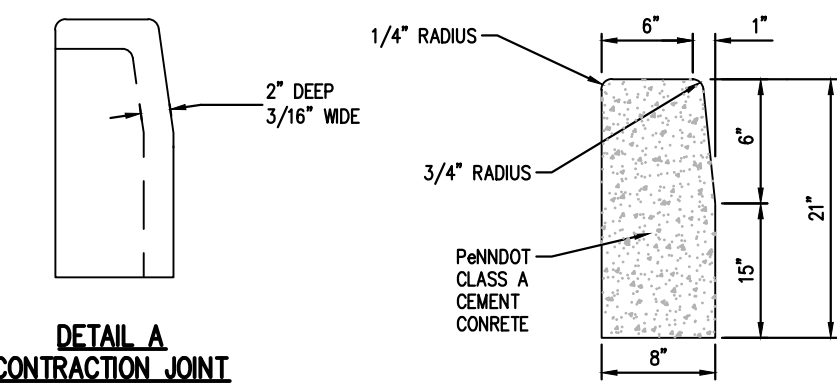 2" DEEP
3/16" WIDE
DETAIL A
CONTRACTION JOINT
1/4" RADIUS
6"
1"
3/4" RADIUS
6"
21"
15"
PeNNDOT
CLASS A
CEMENT
CONRETE
8"